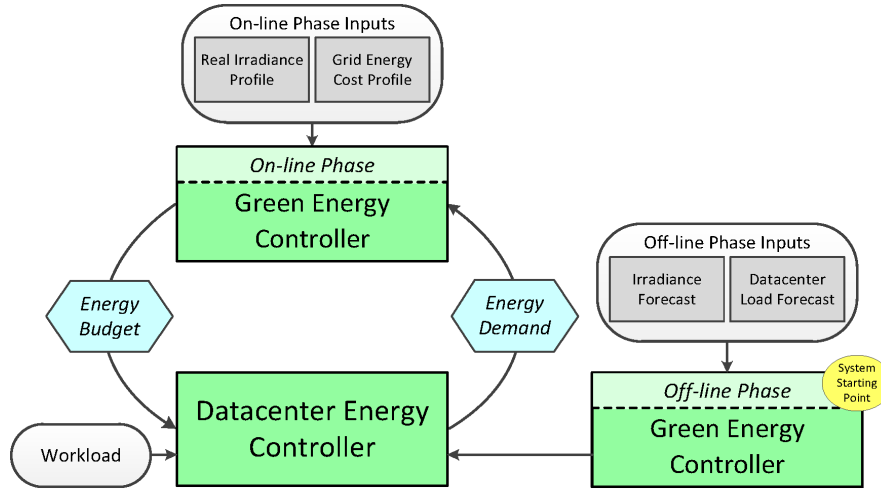 On-line Phase Inputs
Real Irradiance
Profile
Grid Energy
Cost Profile
On-line Phase
Green Energy
Controller
Energy
Budget
Energy
Demand
Off-line Phase Inputs
Irradiance
Forecast
Datacenter
Load Forecast
System
Starting
Point
Off-line Phase
Green Energy
Controller
Datacenter Energy
Controller
Workload